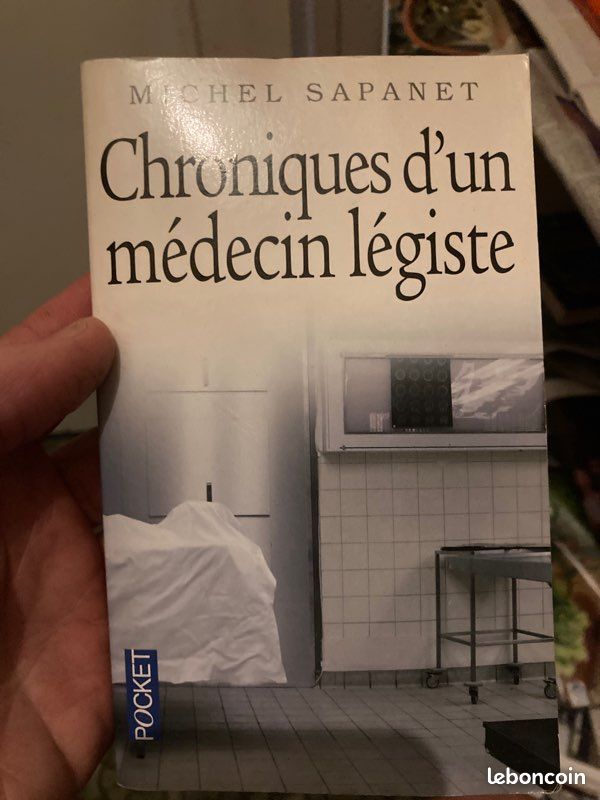 MICHEL SAPANET
Chroniques d'un
médecin légiste
POCKET
leboncoin